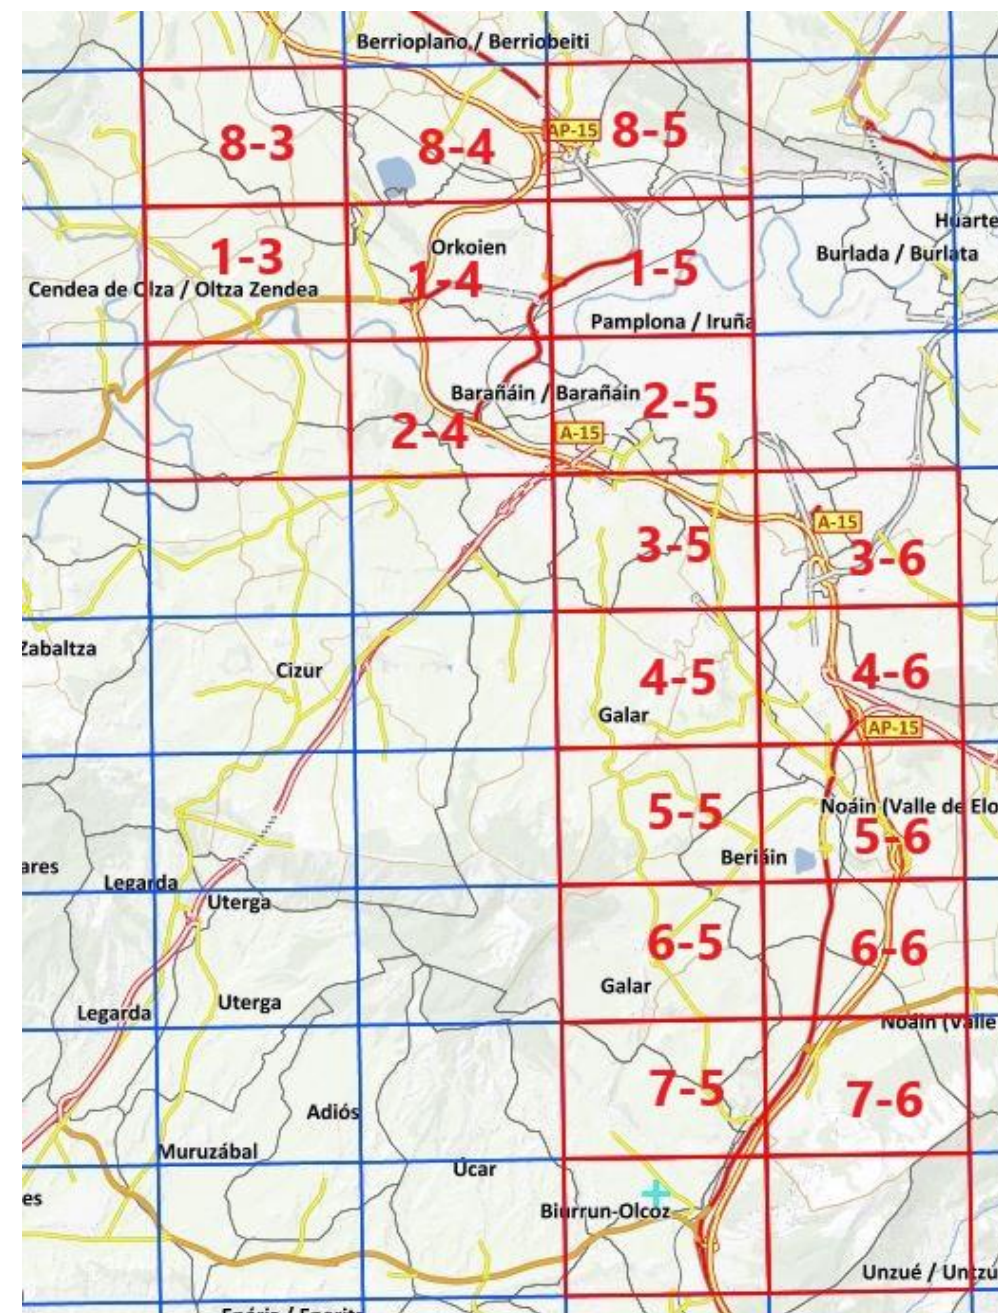 Berrioplano / Berriobeiti
AP-15
8-3
8-4
8-5
Huarte
Orkoien
Burlada / Burlata
1-3
1-4
1-5
Cendea de Olza / Oltza Zendea
Pamplona / Iruña
Barañáin / Barañain
2-5
2-4
A-15
A-15
3-5
3-6
Zabaltza
Cizur
4-5
4-6
Galar
AP-15
Noáin (Valle de Elo
5-5
5-6
Beriáin
ares
Legarda
Uterga
6-5
6-6
Galar
Uterga
Legarda
Noáin (Valle
7-5
7-6
Adiós
Muruzábal
Úcar
es
Biurrun-Olcoz
Unzué / Untzu